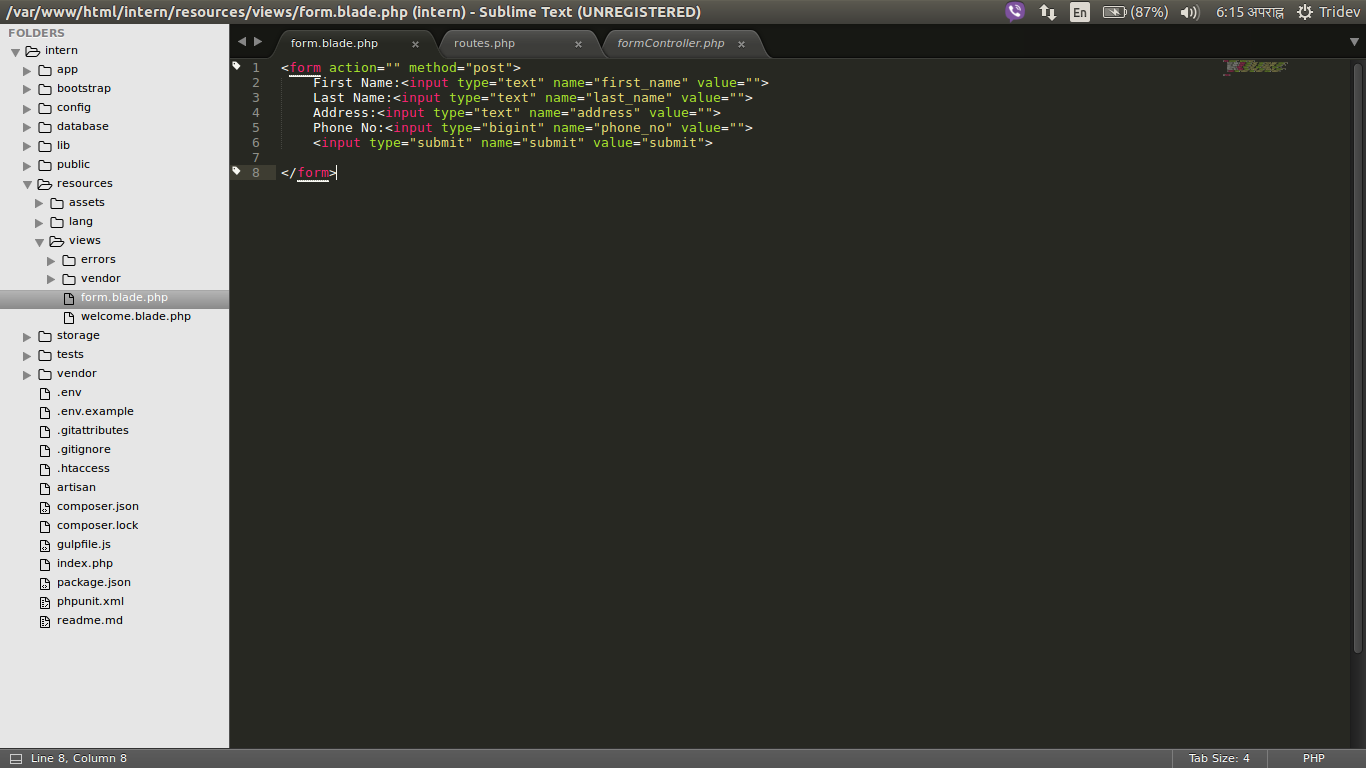 /var/www/html/intern/resources/views/form.blade.php (intern) - Sublime Text (UNREGISTERED)
En (87%) 6:15 अपराह्न Tridev
FOLDERS
intern
app
bootstrap
config
database
lib
public
resources
assets
lang
views
errors
vendor
form.blade.php
welcome.blade.php
storage
tests
vendor
.env
.env.example
.gitattributes
.gitignore
.htaccess
artisan
composer.json
composer.lock
gulpfile.js
index.php
package.json
phpunit.xml
readme.md
form.blade.php × routes.php × formController.php ×
1 <form action="" method="post">
2 First Name:<input type="text" name="first_name" value="">
3 Last Name:<input type="text" name="last_name" value="">
4 Address:<input type="text" name="address" value="">
5 Phone No:<input type="bigint" name="phone_no" value="">
6 <input type="submit" name="submit" value="submit">
7
8 </form>
Line 8, Column 8 Tab Size: 4 PHP